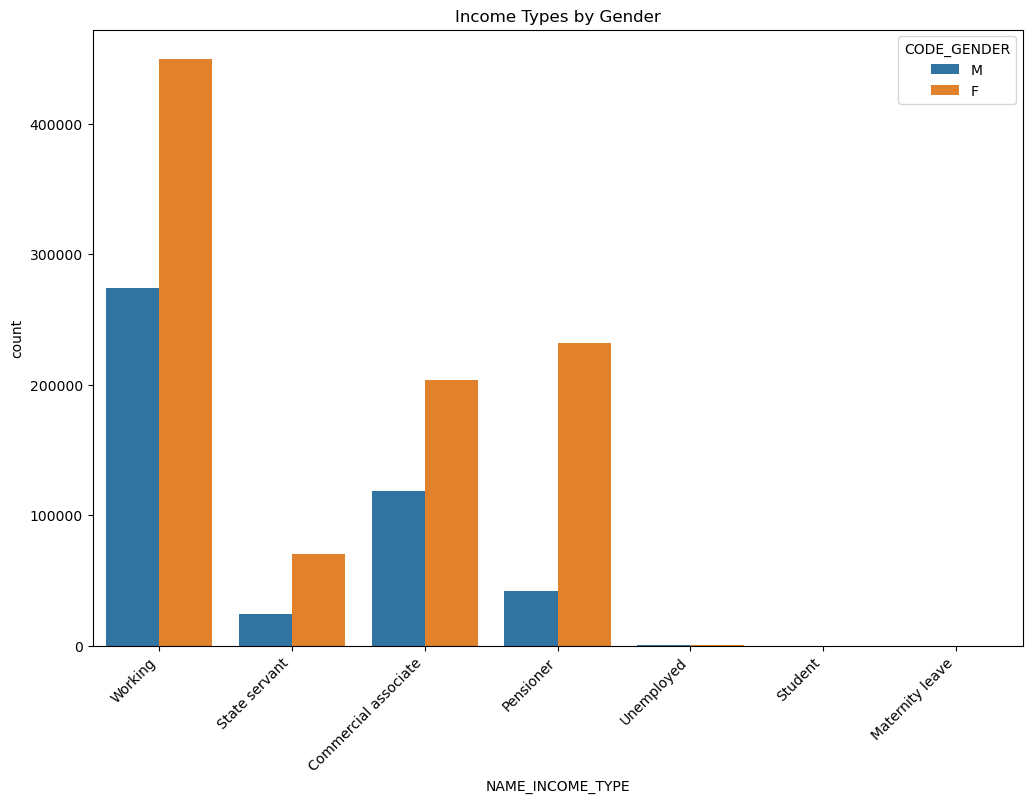 Income Types by Gender
CODE_GENDER
M
F
400000
300000
200000
100000
0
count
Working
State servant
Commercial associate
Pensioner
Unemployed
Student
Maternity leave
NAME_INCOME_TYPE